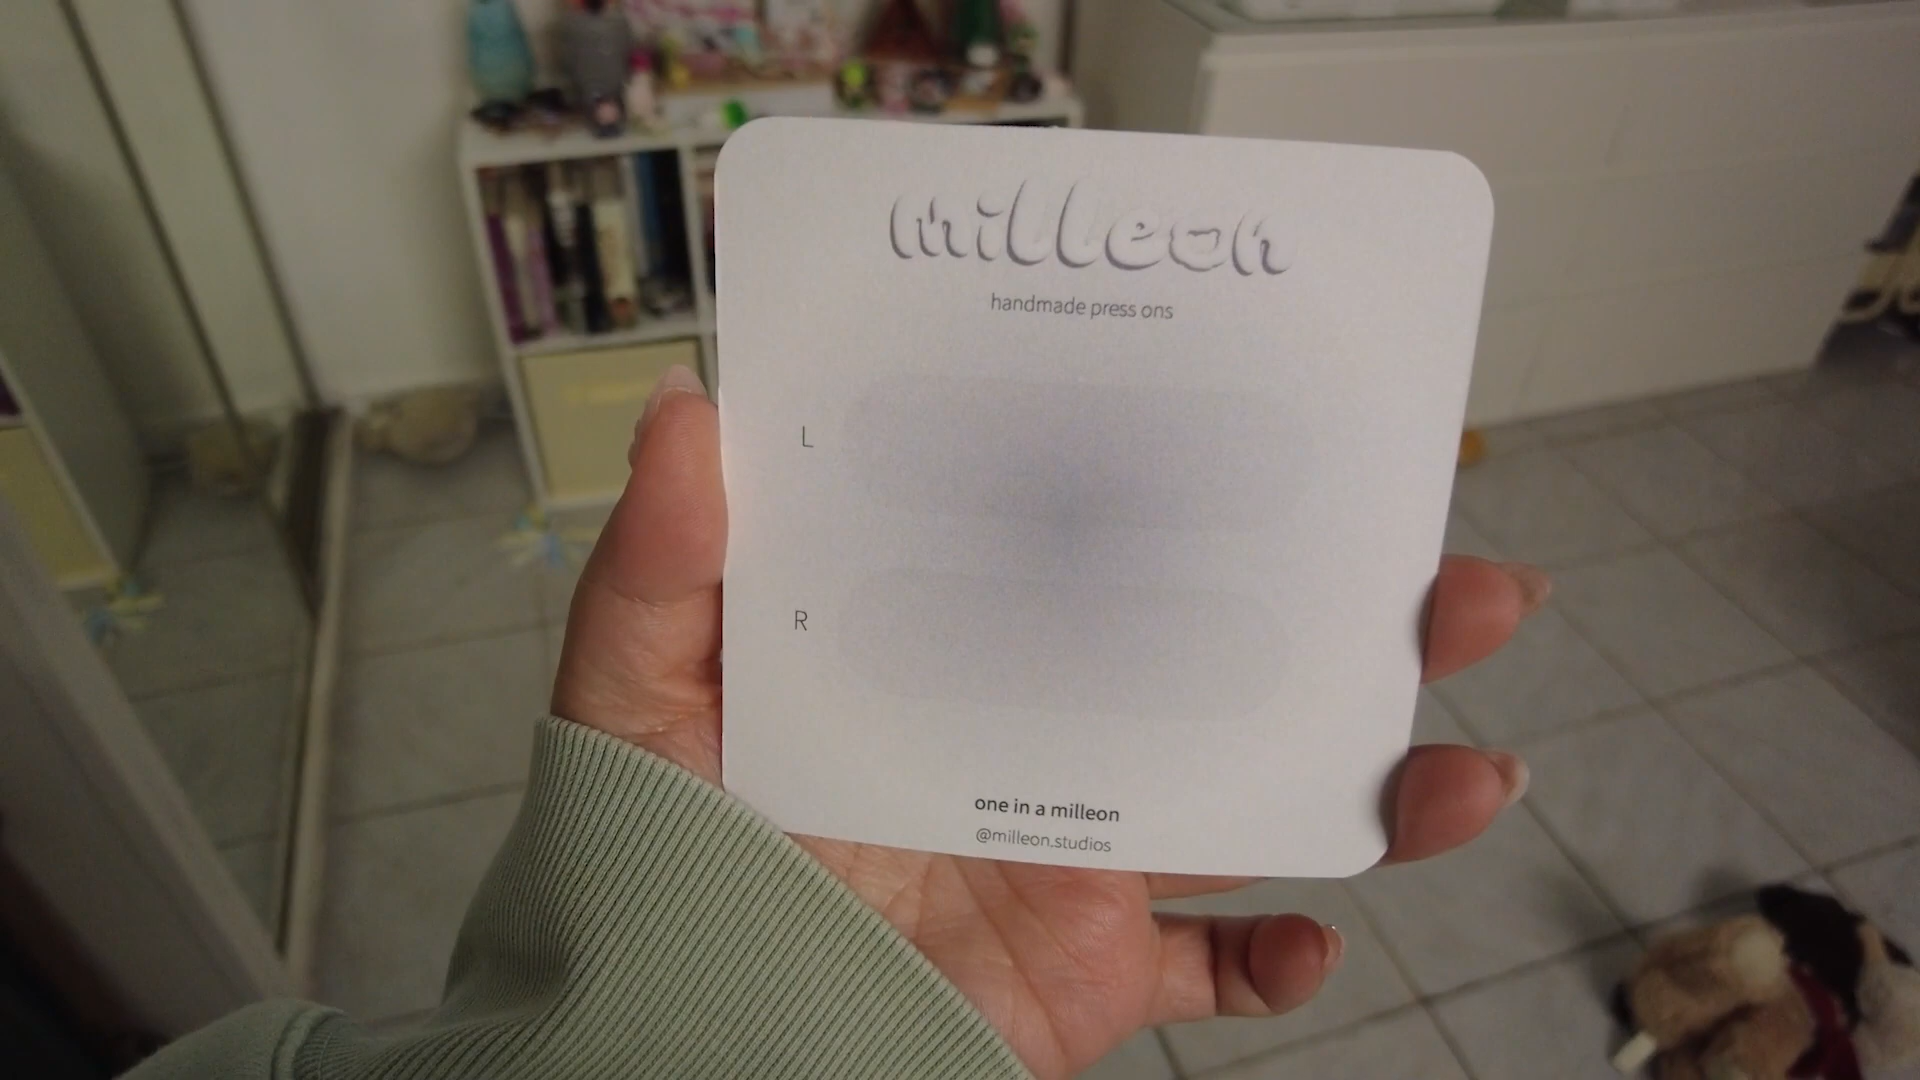 milleon
handmade press ons
L
R
one in a milleon
@milleon.studios